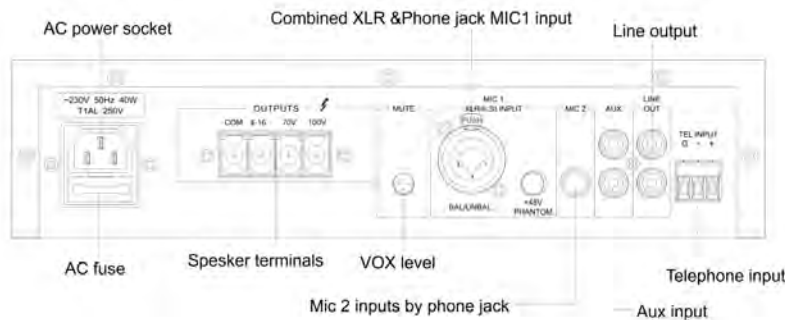 Combined XLR &Phone jack MIC1 input
AC power socket
Line output
~230V 50Hz 40W
T1AL 250V
OUTPUTS
COM 8-16 70V 100V
MUTE
MIC 1
XLR/6.35 INPUT
PUSH
MIC 2
AUX
LINE
OUT
TEL INPUT
G - +
BAL/UNBAL
+48V
PHANTOM
AC fuse
Spesker terminals
VOX level
Telephone input
Mic 2 inputs by phone jack
Aux input